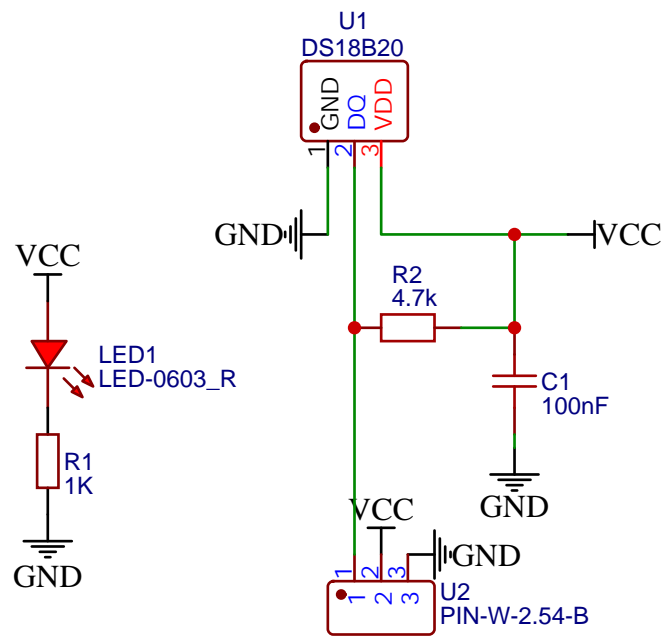 U1
DS18B20
GND
DQ
VDD
1
2
3
GND
VCC
VCC
R2
4.7k
LED1
LED-0603_R
C1
100nF
R1
1K
GND
VCC
GND
GND
1
2
3
1
2
3
U2
PIN-W-2.54-B